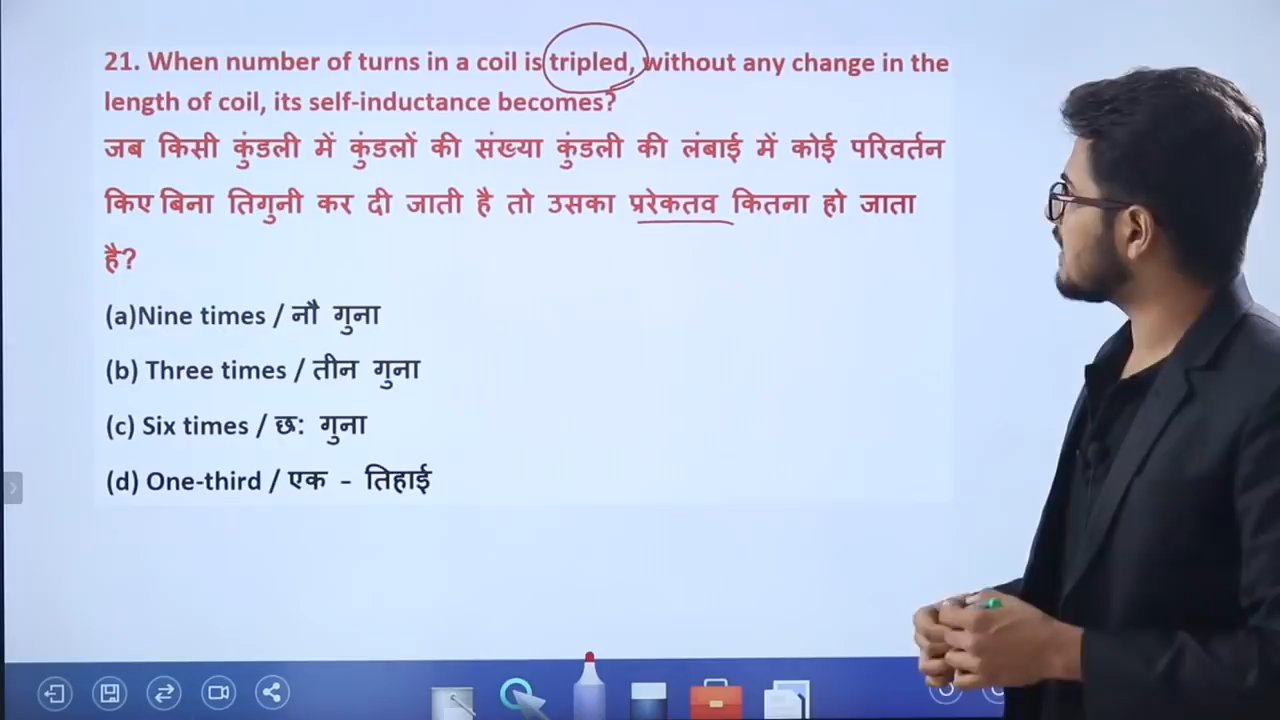 21. When number of turns in a coil is tripled, without any change in the
length of coil, its self-inductance becomes?
जब किसी कुंडली में कुंडलों की संख्या कुंडली की लंबाई में कोई परिवर्तन
किए बिना तिगुनी कर दी जाती है तो उसका प्ररेकतव कितना हो जाता
है?
(a)Nine times / नौ गुना
(b) Three times / तीन गुना
(c) Six times / छः गुना
(d) One-third / एक - तिहाई